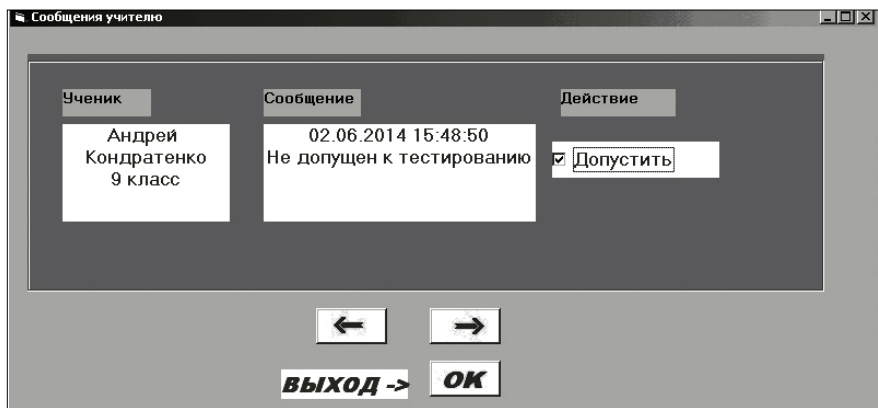 Сообщения учителю
Ученик
Сообщение
Действие
Андрей
Кондратенко
9 класс
02.06.2014 15:48:50
Не допущен к тестированию
Допустить
ВЫХОД ->
OK